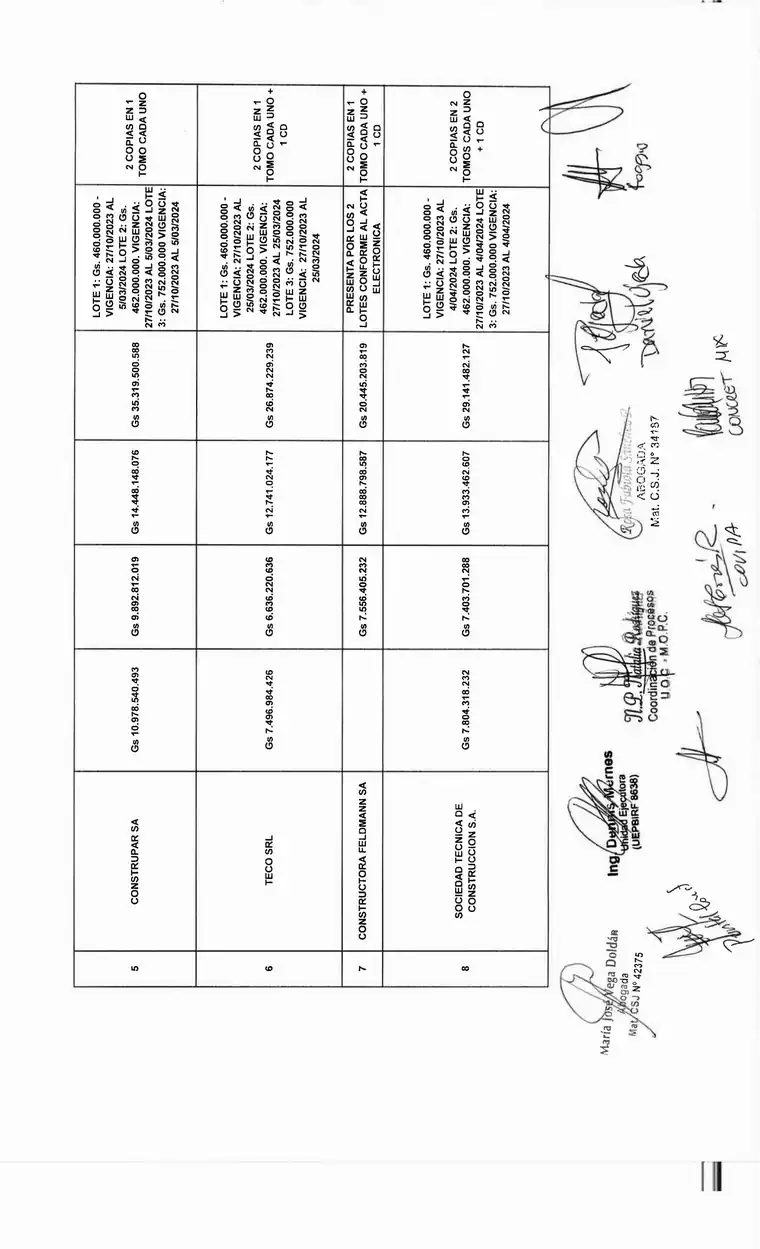 5
CONSTRUPAR SA
Gs 10.978.540.493
Gs 9.892.812.019
Gs 14.448.148.076
Gs 35.319.500.588
LOTE 1: Gs. 460.000.000 -
VIGENCIA: 27/10/2023 AL
5/03/2024 LOTE 2: Gs.
462.000.000. VIGENCIA:
27/10/2023 AL 5/03/2024 LOTE
3: Gs. 752.000.000 VIGENCIA:
27/10/2023 AL 5/03/2024
2 COPIAS EN 1
TOMO CADA UNO
6
TECO SRL
Gs 7.496.984.426
Gs 6.636.220.636
Gs 12.741.024.177
Gs 26.874.229.239
LOTE 1: Gs. 460.000.000 -
VIGENCIA: 27/10/2023 AL
25/03/2024 LOTE 2: Gs.
462.000.000. VIGENCIA:
27/10/2023 AL 25/03/2024
LOTE 3: Gs. 752.000.000
VIGENCIA: 27/10/2023 AL
25/03/2024
2 COPIAS EN 1
TOMO CADA UNO +
1 CD
7
CONSTRUCTORA FELDMANN SA
Gs 7.556.405.232
Gs 12.888.798.587
Gs 20.445.203.819
PRESENTA POR LOS 2
LOTES CONFORME AL ACTA
ELECTRONICA
2 COPIAS EN 1
TOMO CADA UNO +
1 CD
8
SOCIEDAD TECNICA DE
CONSTRUCCION S.A.
Gs 7.804.318.232
Gs 7.403.701.288
Gs 13.933.462.607
Gs 29.141.482.127
LOTE 1: Gs. 460.000.000 -
VIGENCIA: 27/10/2023 AL
4/04/2024 LOTE 2: Gs.
462.000.000. VIGENCIA:
27/10/2023 AL 4/04/2024 LOTE
3: Gs. 752.000.000 VIGENCIA:
27/10/2023 AL 4/04/2024
2 COPIAS EN 2
TOMOS CADA UNO
+ 1 CD
María José Vega Doldán
Abogada
Mat. CSJ Nº 42375
Ing. Dennis Mernes
Unidad Ejecutora
(UEPBIRF 8638)
N.P. Natalia Rodríguez
Coordinación de Procesos
U.O.C - M.O.P.C.
Rosa Fabiola
ABOGADA
Mat. C.S.J. N° 34187
Roggio
COVIPA
CONCRET MIX